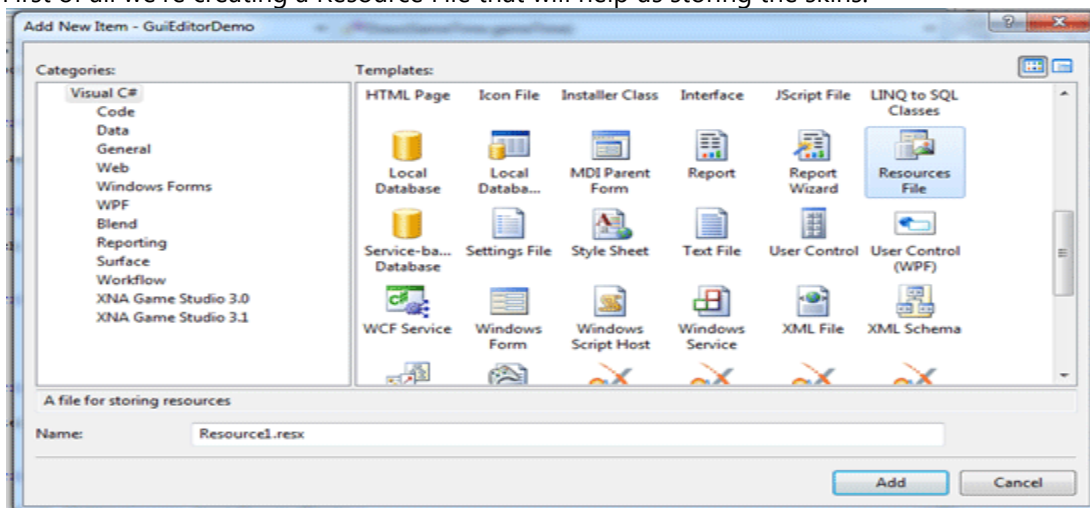 First of all we're creating a Resource File that will help us storing the skins.
Add New Item - GuiEditorDemo
Categories:
Templates:
Visual C#
Code
Data
General
Web
Windows Forms
WPF
Blend
Reporting
Surface
Workflow
XNA Game Studio 3.0
XNA Game Studio 3.1
HTML Page Icon File Installer Class Interface JScript File LINQ to SQL
Classes
Local Local MDI Parent Report Report Resources
Database Databa... Form Wizard File
Service-ba... Settings File Style Sheet Text File User Control User Control
Database (WPF)
WCF Service Windows Windows Windows XML File XML Schema
Form Script Host Service
A file for storing resources
Name: Resource1.resx
Add Cancel